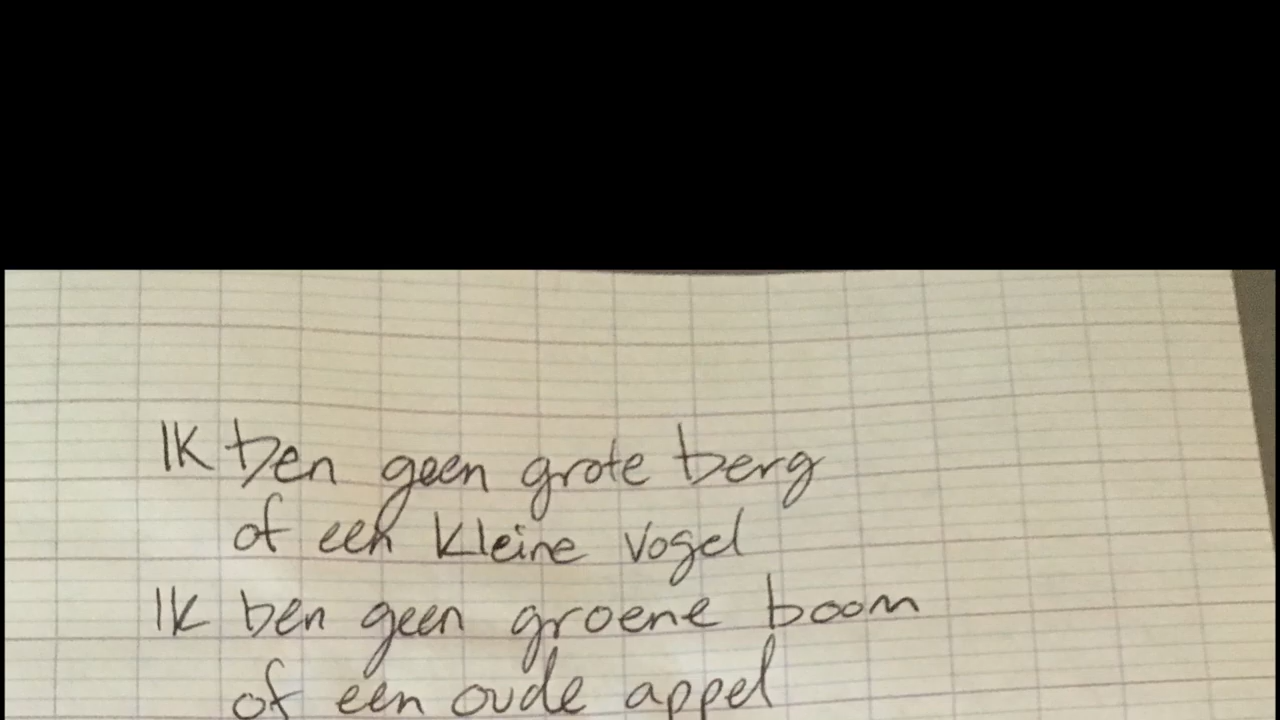 Ik ben geen grote berg
of een kleine vogel
Ik ben geen groene boom
of een oude appel